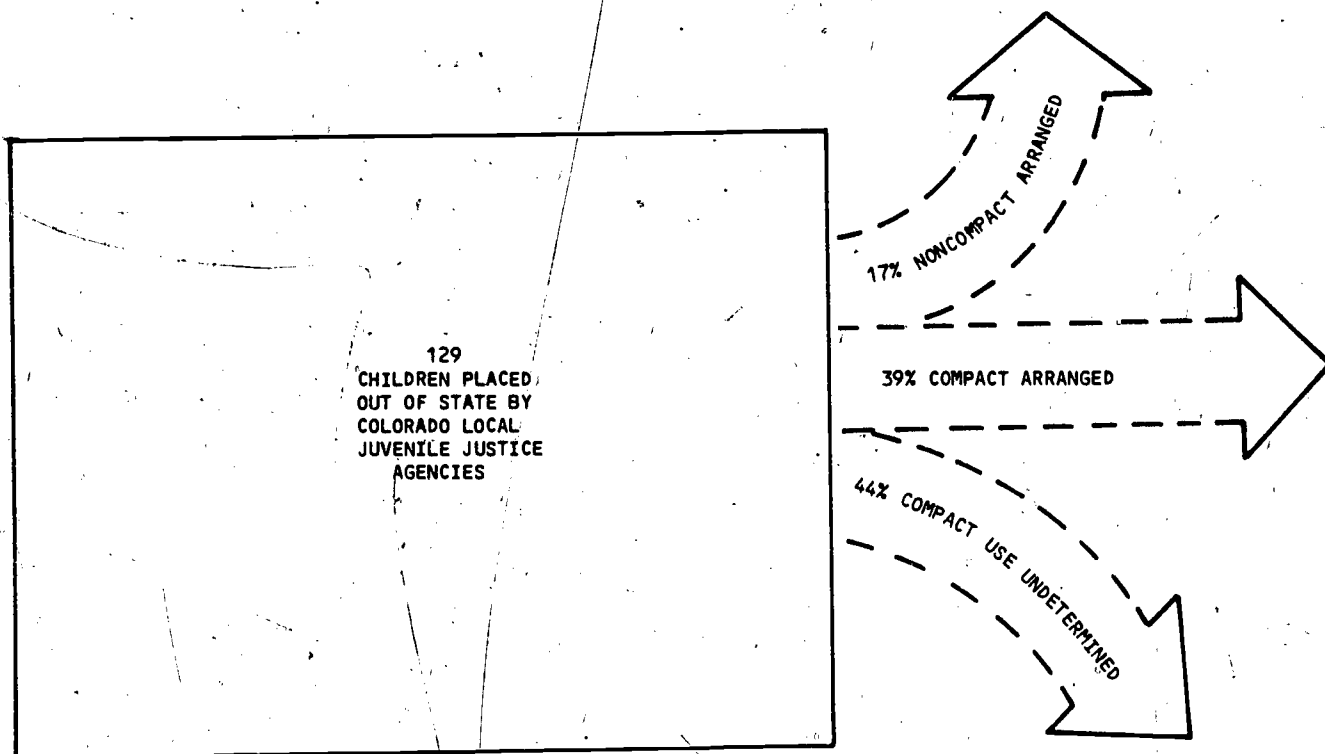 129
CHILDREN PLACED
OUT OF STATE BY
COLORADO LOCAL
JUVENILE JUSTICE
AGENCIES
17% NONCOMPACT ARRANGED
39% COMPACT ARRANGED
44% COMPACT USE UNDETERMINED